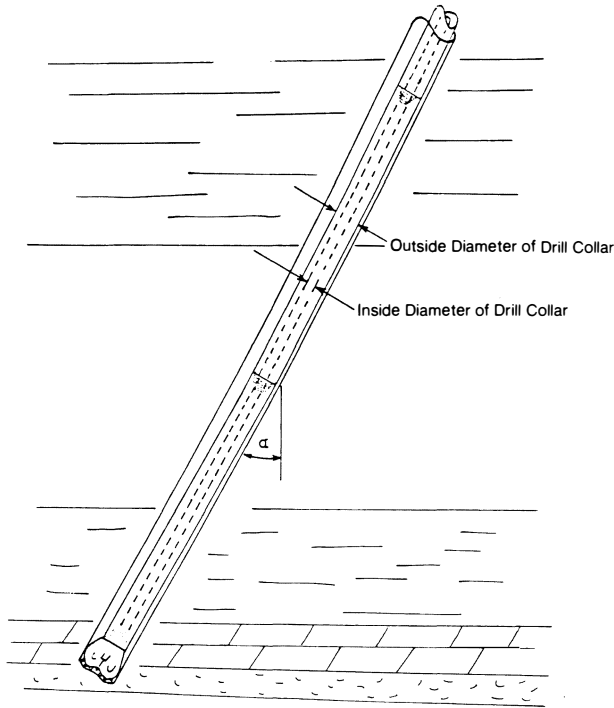 Outside Diameter of Drill Collar
Inside Diameter of Drill Collar
α